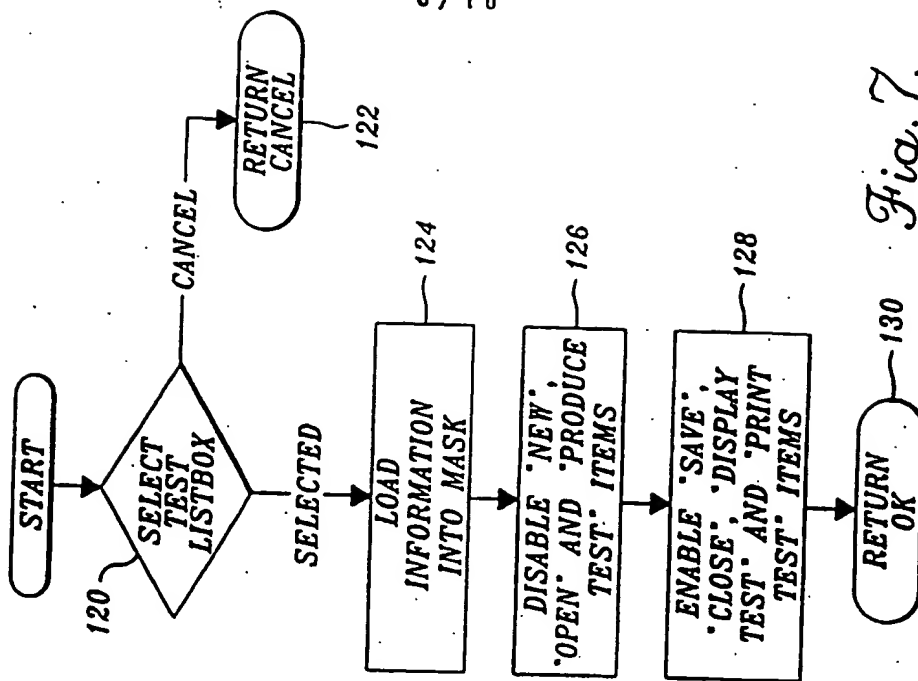 START
120
SELECT
TEST
LISTBOX
CANCEL
RETURN
CANCEL
122
SELECTED
LOAD
INFORMATION
INTO MASK
124
DISABLE "NEW",
"OPEN" AND "PRODUCE
TEST" ITEMS
126
ENABLE "SAVE",
"CLOSE", "DISPLAY
TEST" AND "PRINT
TEST" ITEMS
128
RETURN
OK
130
Fig. 7.